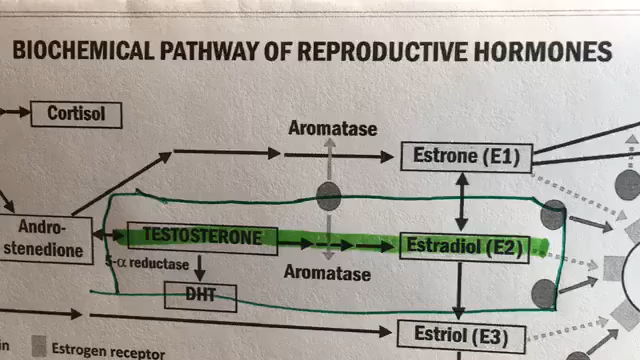 BIOCHEMICAL PATHWAY OF REPRODUCTIVE HORMONES
Cortisol
Aromatase
Estrone (E1)
Andro-
stenedione
TESTOSTERONE
Estradiol (E2)
5-α reductase
Aromatase
DHT
Estriol (E3)
Estrogen receptor